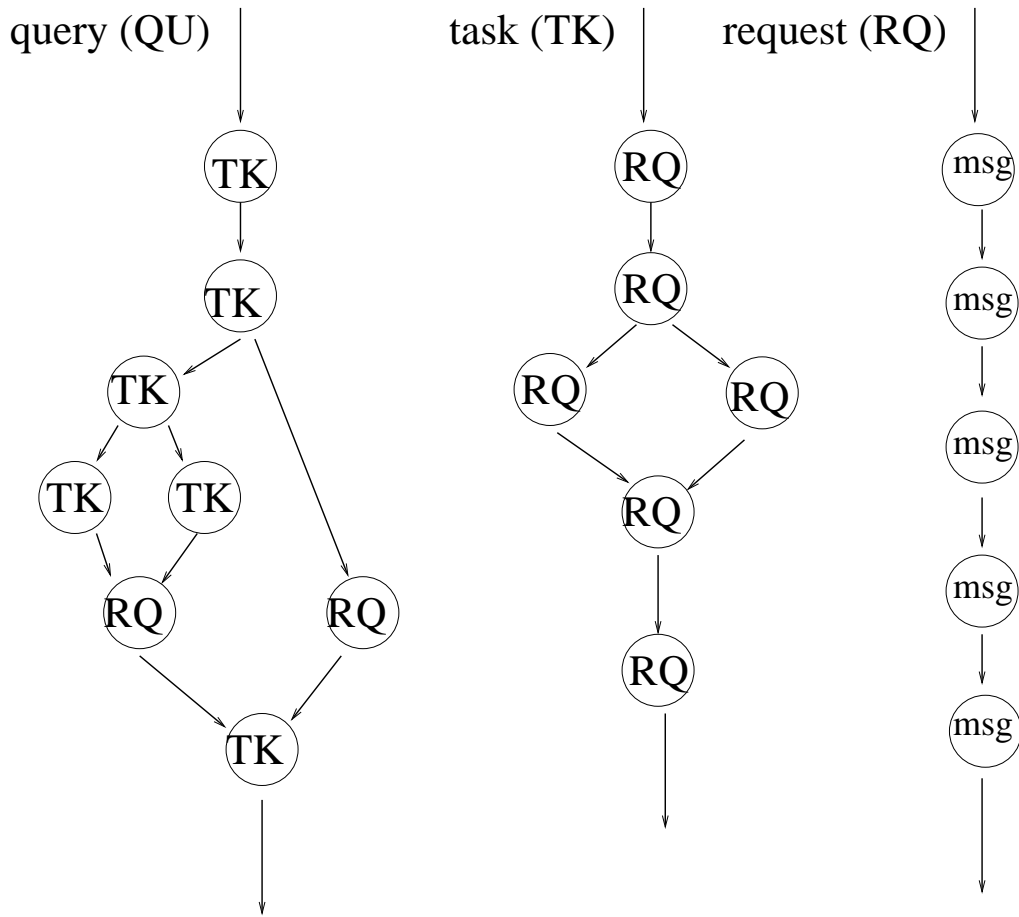 query (QU)
task (TK)
request (RQ)
TK
TK
TK
TK
TK
RQ
RQ
TK
RQ
RQ
RQ
RQ
RQ
RQ
msg
msg
msg
msg
msg